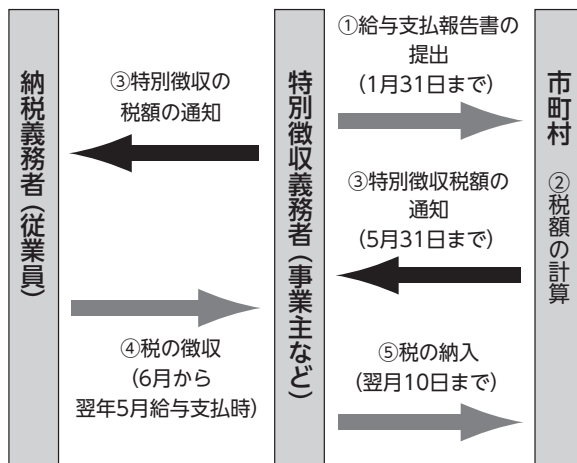 納税義務者（従業員）
③特別徴収の
税額の通知
④税の徴収
（6月から
翌年5月給与支払時）
特別徴収義務者（事業主など）
①給与支払報告書の
提出
（1月31日まで）
③特別徴収税額の
通知
（5月31日まで）
⑤税の納入
（翌月10日まで）
市町村 ②税額の計算